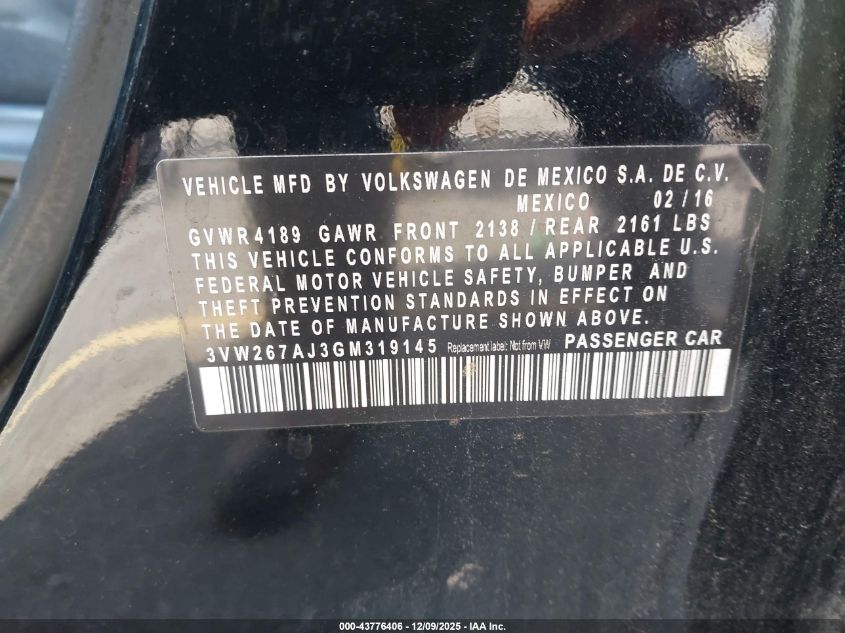 VEHICLE MFD BY VOLKSWAGEN DE MEXICO S.A. DE C.V.
MEXICO 02/16
GVWR 4189 GAWR FRONT 2138 / REAR 2161 LBS
THIS VEHICLE CONFORMS TO ALL APPLICABLE U.S.
FEDERAL MOTOR VEHICLE SAFETY, BUMPER AND
THEFT PREVENTION STANDARDS IN EFFECT ON
THE DATE OF MANUFACTURE SHOWN ABOVE.
3VW267AJ3GM319145 Replacement label: Not from VW PASSENGER CAR
000-43776406 - 12/09/2025 - IAA Inc.